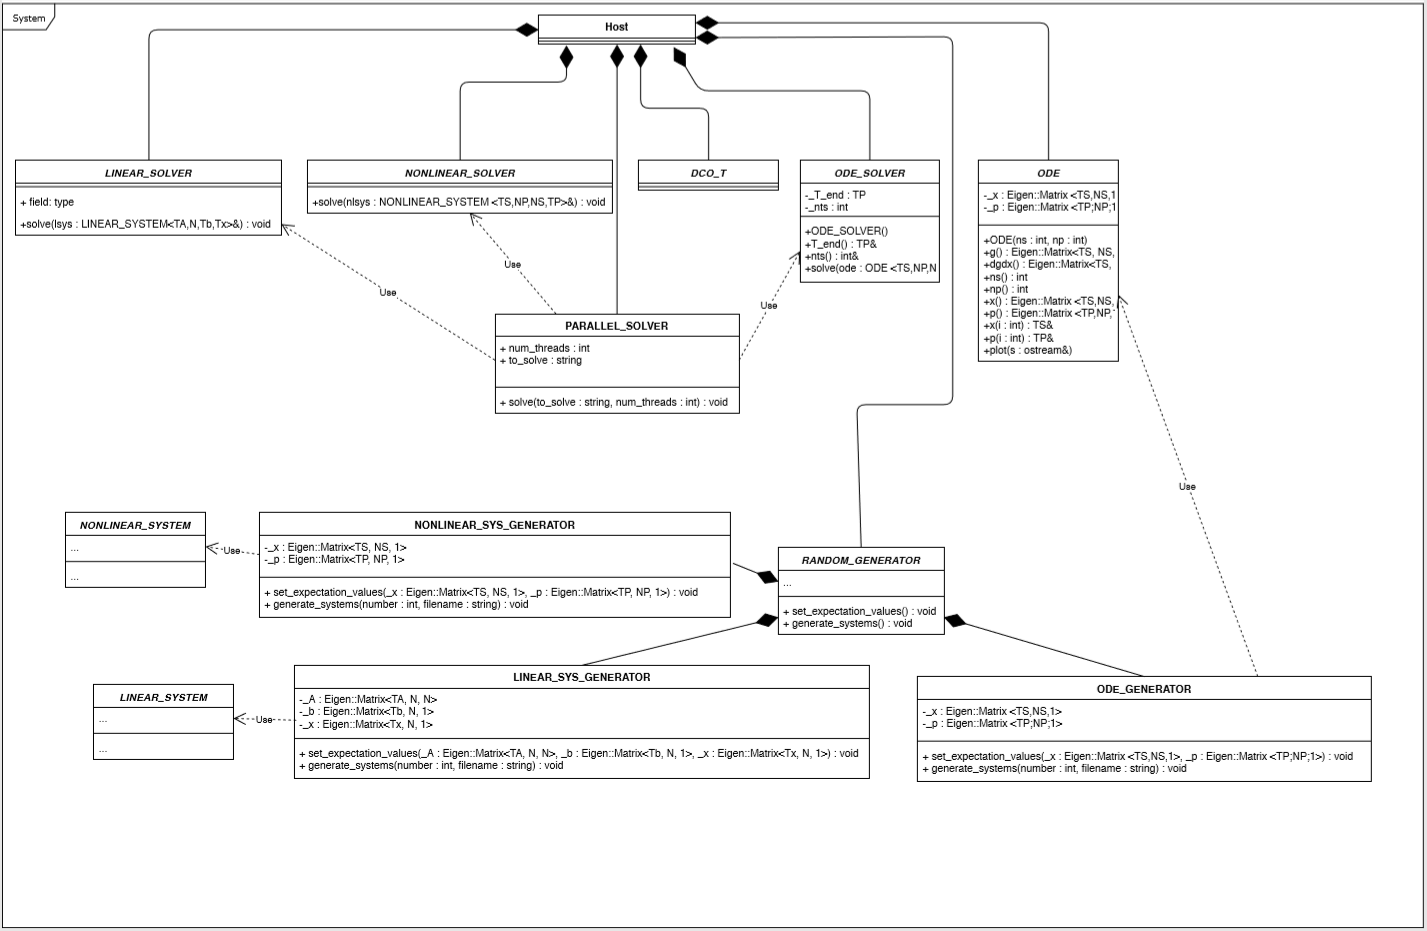 System
Host
LINEAR_SOLVER
+ field: type
+solve(lsys : LINEAR_SYSTEM<TA,N,Tb,Tx>&) : void
NONLINEAR_SOLVER
+solve(nlsys : NONLINEAR_SYSTEM <TS,NP,NS,TP>&) : void
DCO_T
ODE_SOLVER
-_T_end : TP
-_nts : int
+ODE_SOLVER()
+T_end() : TP&
+nts() : int&
+solve(ode : ODE <TS,NP,N
ODE
-_x : Eigen::Matrix <TS,NS,1
-_p : Eigen::Matrix <TP;NP;1
+ODE(ns : int, np : int)
+g() : Eigen::Matrix<TS, NS,
+dgdx() : Eigen::Matrix<TS,
+ns() : int
+np() : int
+x() : Eigen::Matrix <TS,NS,
+p() : Eigen::Matrix <TP,NP,
+x(i : int) : TS&
+p(i : int) : TP&
+plot(s : ostream&)
Use
Use
Use
PARALLEL_SOLVER
+ num_threads : int
+ to_solve : string
+ solve(to_solve : string, num_threads : int) : void
Use
NONLINEAR_SYSTEM
...
...
Use
NONLINEAR_SYS_GENERATOR
-_x : Eigen::Matrix<TS, NS, 1>
-_p : Eigen::Matrix<TP, NP, 1>
+ set_expectation_values(_x : Eigen::Matrix<TS, NS, 1>, _p : Eigen::Matrix<TP, NP, 1>) : void
+ generate_systems(number : int, filename : string) : void
RANDOM_GENERATOR
...
+ set_expectation_values() : void
+ generate_systems() : void
LINEAR_SYSTEM
...
...
Use
LINEAR_SYS_GENERATOR
-_A : Eigen::Matrix<TA, N, N>
-_b : Eigen::Matrix<Tb, N, 1>
-_x : Eigen::Matrix<Tx, N, 1>
+ set_expectation_values(_A : Eigen::Matrix<TA, N, N>, _b : Eigen::Matrix<Tb, N, 1>, _x : Eigen::Matrix<Tx, N, 1>) : void
+ generate_systems(number : int, filename : string) : void
ODE_GENERATOR
-_x : Eigen::Matrix <TS,NS,1>
-_p : Eigen::Matrix <TP;NP;1>
+ set_expectation_values(_x : Eigen::Matrix <TS,NS,1>, _p : Eigen::Matrix <TP;NP;1>) : void
+ generate_systems(number : int, filename : string) : void